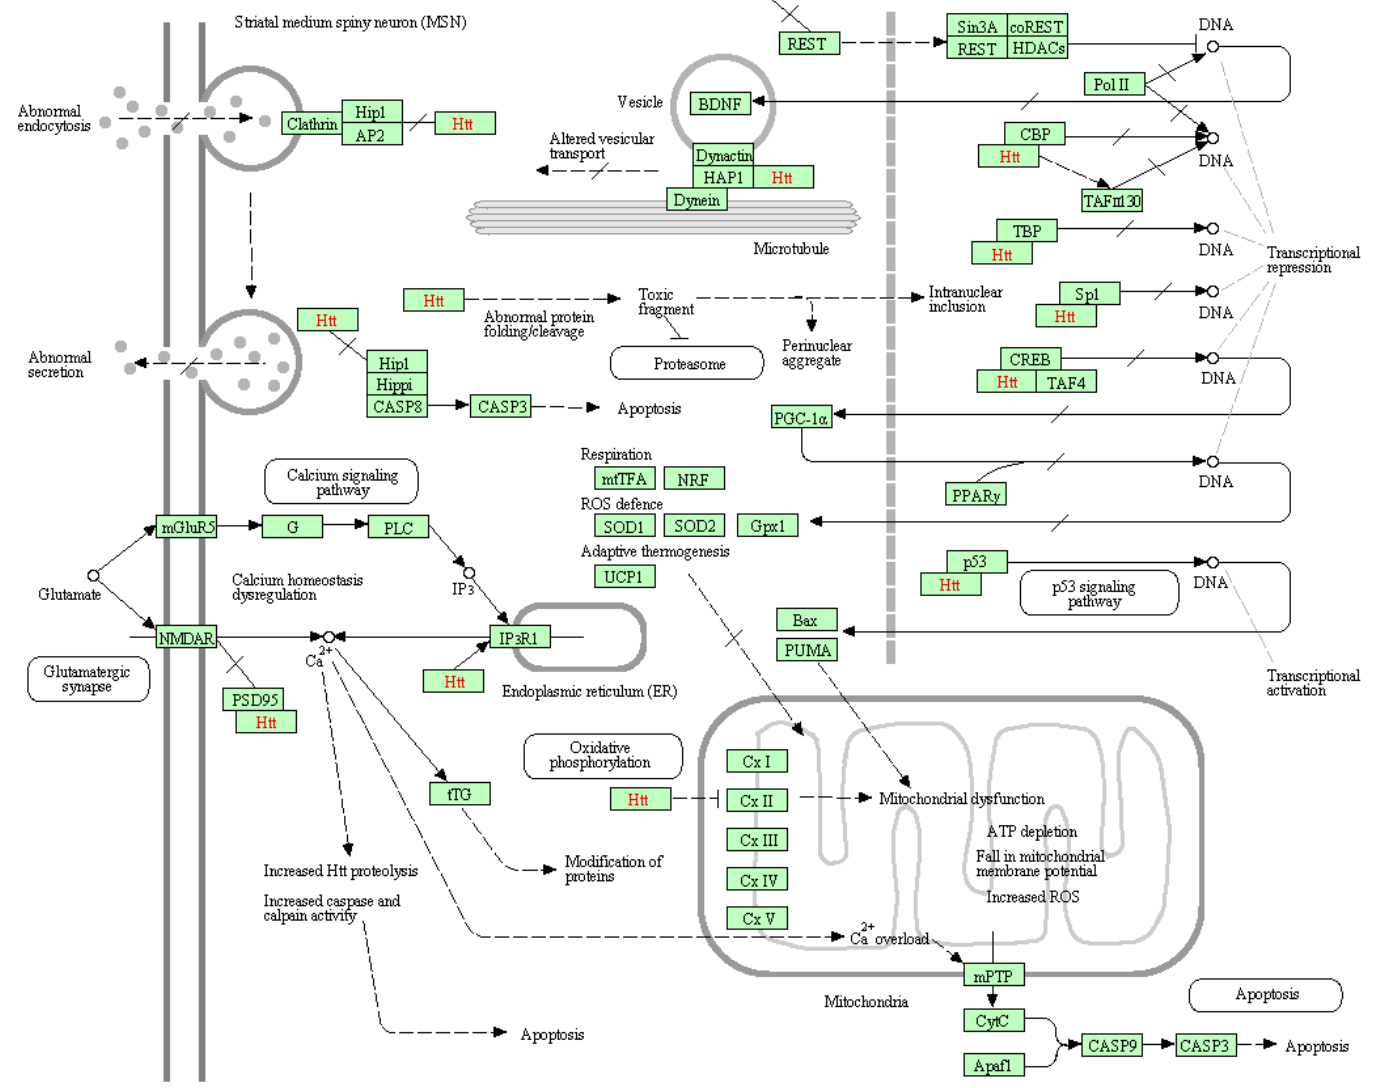 Striatal medium spiny neuron (MSN)
REST
Sin3A
coREST
REST
HDACs
DNA
Pol II
Vesicle
BDNF
Abnormal
endocytosis
Clathrin
Hip1
AP2
Htt
Altered vesicular
transport
Dynactin
HAP1
Htt
Dynein
Microtubule
CBP
Htt
TAFII130
DNA
TBP
Htt
DNA
Transcriptional
repression
Htt
Abnormal protein
folding/cleavage
Toxic
fragment
Intranuclear
inclusion
Perinuclear
aggregate
Proteasome
Sp1
Htt
DNA
Abnormal
secretion
Htt
Hip1
Hippi
CASP8
CASP3
Apoptosis
CREB
Htt
TAF4
DNA
PGC-1α
Calcium signaling
pathway
Respiration
mtTFA
NRF
PPARγ
DNA
ROS defence
SOD1
SOD2
Gpx1
mGluR5
G
PLC
Adaptive thermogenesis
UCP1
Glutamate
Calcium homeostasis
dysregulation
IP3
p53
Htt
p53 signaling
pathway
DNA
NMDAR
Ca2+
IP3R1
Bax
PUMA
Glutamatergic
synapse
PSD95
Htt
Htt
Endoplasmic reticulum (ER)
Transcriptional
activation
Oxidative
phosphorylation
Cx I
tTG
Htt
Cx II
Mitochondrial dysfunction
Cx III
ATP depletion
Fall in mitochondrial
membrane potential
Increased ROS
Increased Htt proteolysis
Modification of
proteins
Cx IV
Increased caspase and
calpain activify
Cx V
Ca2+ overload
mPTP
Mitochondria
Apoptosis
CytC
Apoptosis
Apaf1
CASP9
CASP3
Apoptosis